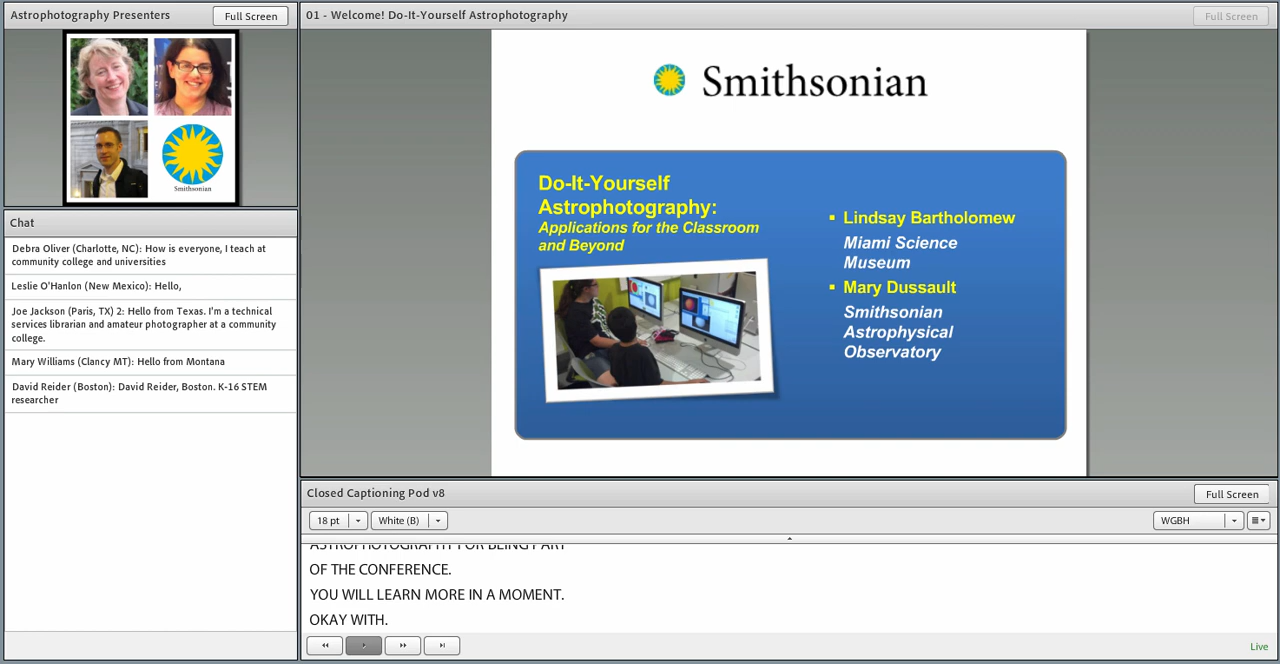 Astrophotography Presenters
Full Screen
Smithsonian
Chat
Debra Oliver (Charlotte, NC): How is everyone, I teach at
community college and universities
Leslie O'Hanlon (New Mexico): Hello,
Joe Jackson (Paris, TX) 2: Hello from Texas. I'm a technical
services librarian and amateur photographer at a community
college.
Mary Williams (Clancy MT): Hello from Montana
David Reider (Boston): David Reider, Boston. K-16 STEM
researcher
01 - Welcome! Do-It-Yourself Astrophotography
Full Screen
Smithsonian
Do-It-Yourself
Astrophotography:
Applications for the Classroom
and Beyond
▪ Lindsay Bartholomew
Miami Science
Museum
▪ Mary Dussault
Smithsonian
Astrophysical
Observatory
Closed Captioning Pod v8
Full Screen
18 pt
White (B)
WGBH
ASTROPHOTOGRAPHY FOR BEING PART
OF THE CONFERENCE.
YOU WILL LEARN MORE IN A MOMENT.
OKAY WITH.
Live